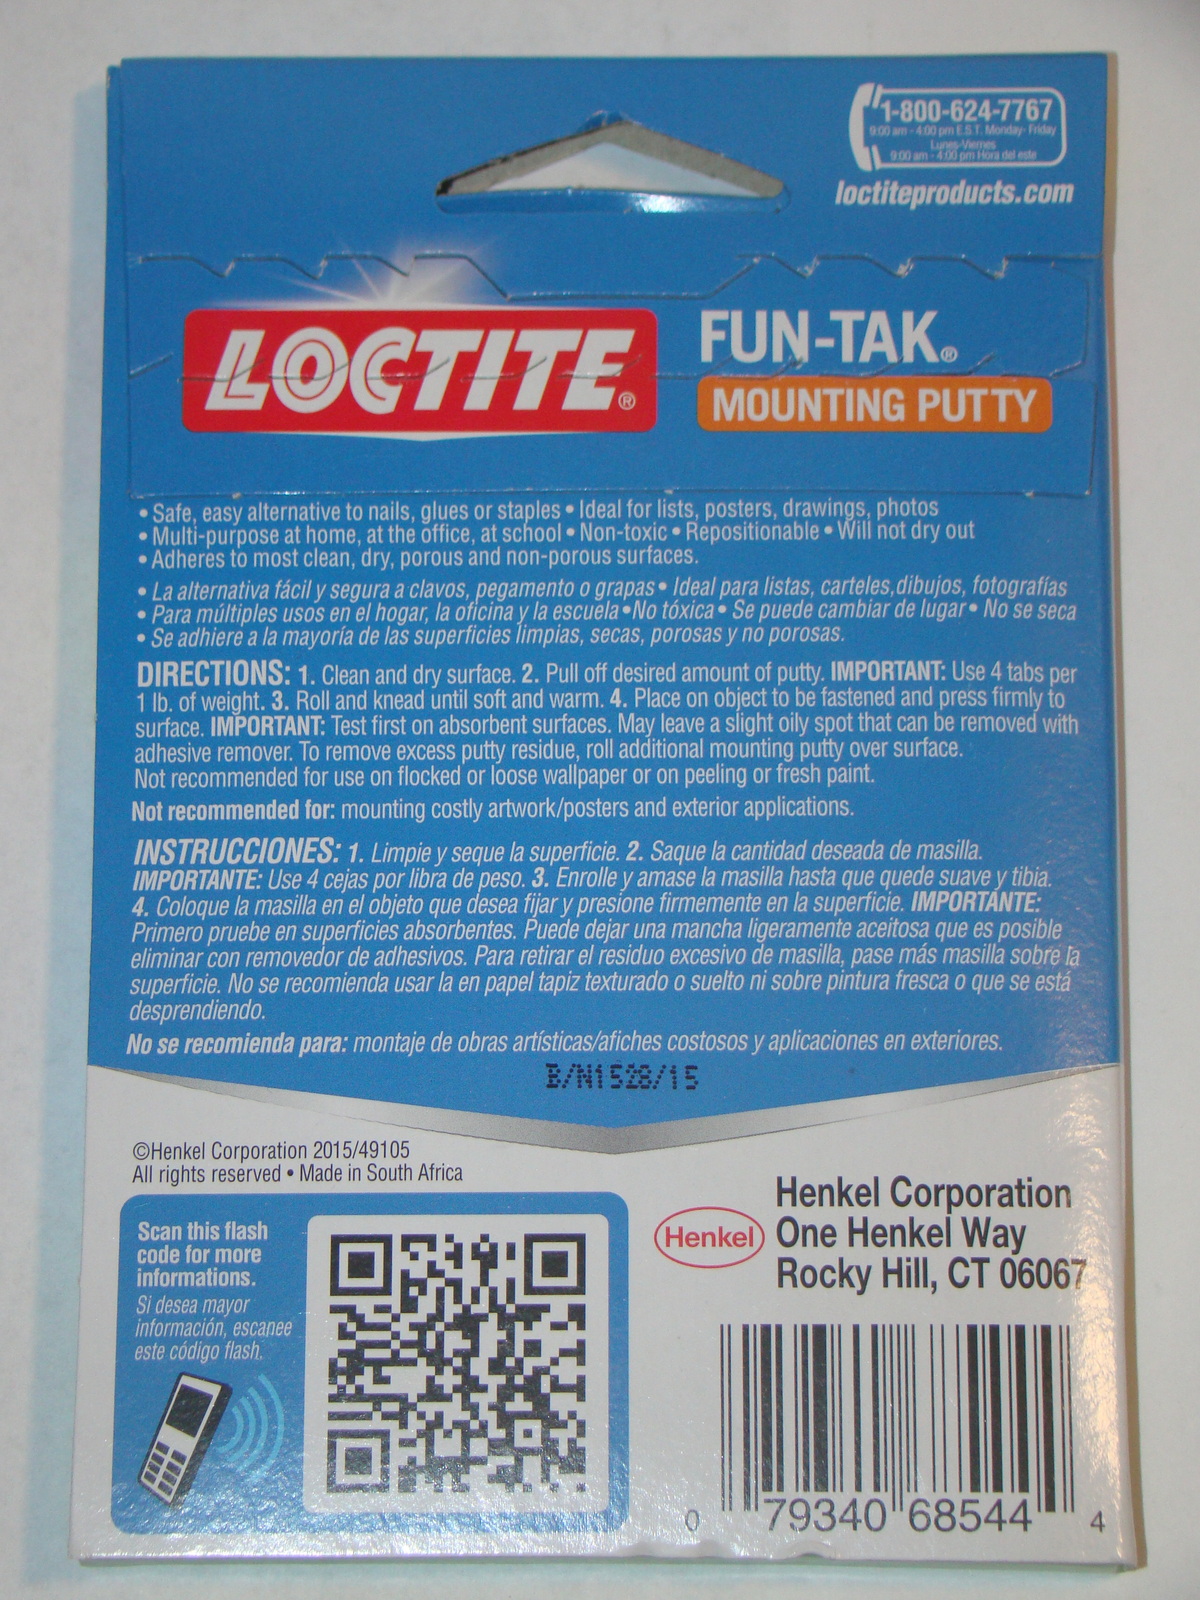 1-800-624-7767
9:00 am - 4:00 pm E.S.T. Monday- Friday
Lunes-Viernes
9:00 am - 4:00 pm Hora del este
loctiteproducts.com
LOCTITE®
FUN-TAK®
MOUNTING PUTTY
• Safe, easy alternative to nails, glues or staples • Ideal for lists, posters, drawings, photos
• Multi-purpose at home, at the office, at school • Non-toxic • Repositionable • Will not dry out
• Adheres to most clean, dry, porous and non-porous surfaces.
• La alternativa fácil y segura a clavos, pegamento o grapas • Ideal para listas, carteles,dibujos, fotografías
• Para múltiples usos en el hogar, la oficina y la escuela •No tóxica • Se puede cambiar de lugar • No se seca
• Se adhiere a la mayoría de las superficies limpias, secas, porosas y no porosas.
DIRECTIONS: 1. Clean and dry surface. 2. Pull off desired amount of putty. IMPORTANT: Use 4 tabs per
1 lb. of weight. 3. Roll and knead until soft and warm. 4. Place on object to be fastened and press firmly to
surface. IMPORTANT: Test first on absorbent surfaces. May leave a slight oily spot that can be removed with
adhesive remover. To remove excess putty residue, roll additional mounting putty over surface.
Not recommended for use on flocked or loose wallpaper or on peeling or fresh paint.
Not recommended for: mounting costly artwork/posters and exterior applications.
INSTRUCCIONES: 1. Limpie y seque la superficie. 2. Saque la cantidad deseada de masilla.
IMPORTANTE: Use 4 cejas por libra de peso. 3. Enrolle y amase la masilla hasta que quede suave y tibia.
4. Coloque la masilla en el objeto que desea fijar y presione firmemente en la superficie. IMPORTANTE:
Primero pruebe en superficies absorbentes. Puede dejar una mancha ligeramente aceitosa que es posible
eliminar con removedor de adhesivos. Para retirar el residuo excesivo de masilla, pase más masilla sobre la
superficie. No se recomienda usar la en papel tapiz texturado o suelto ni sobre pintura fresca o que se está
desprendiendo.
No se recomienda para: montaje de obras artísticas/afiches costosos y aplicaciones en exteriores.
B/N1528/15
©Henkel Corporation 2015/49105
All rights reserved • Made in South Africa
Scan this flash
code for more
informations.
Si desea mayor
información, escanee
este código flash.
Henkel
Henkel Corporation
One Henkel Way
Rocky Hill, CT 06067
0 79340 68544 4